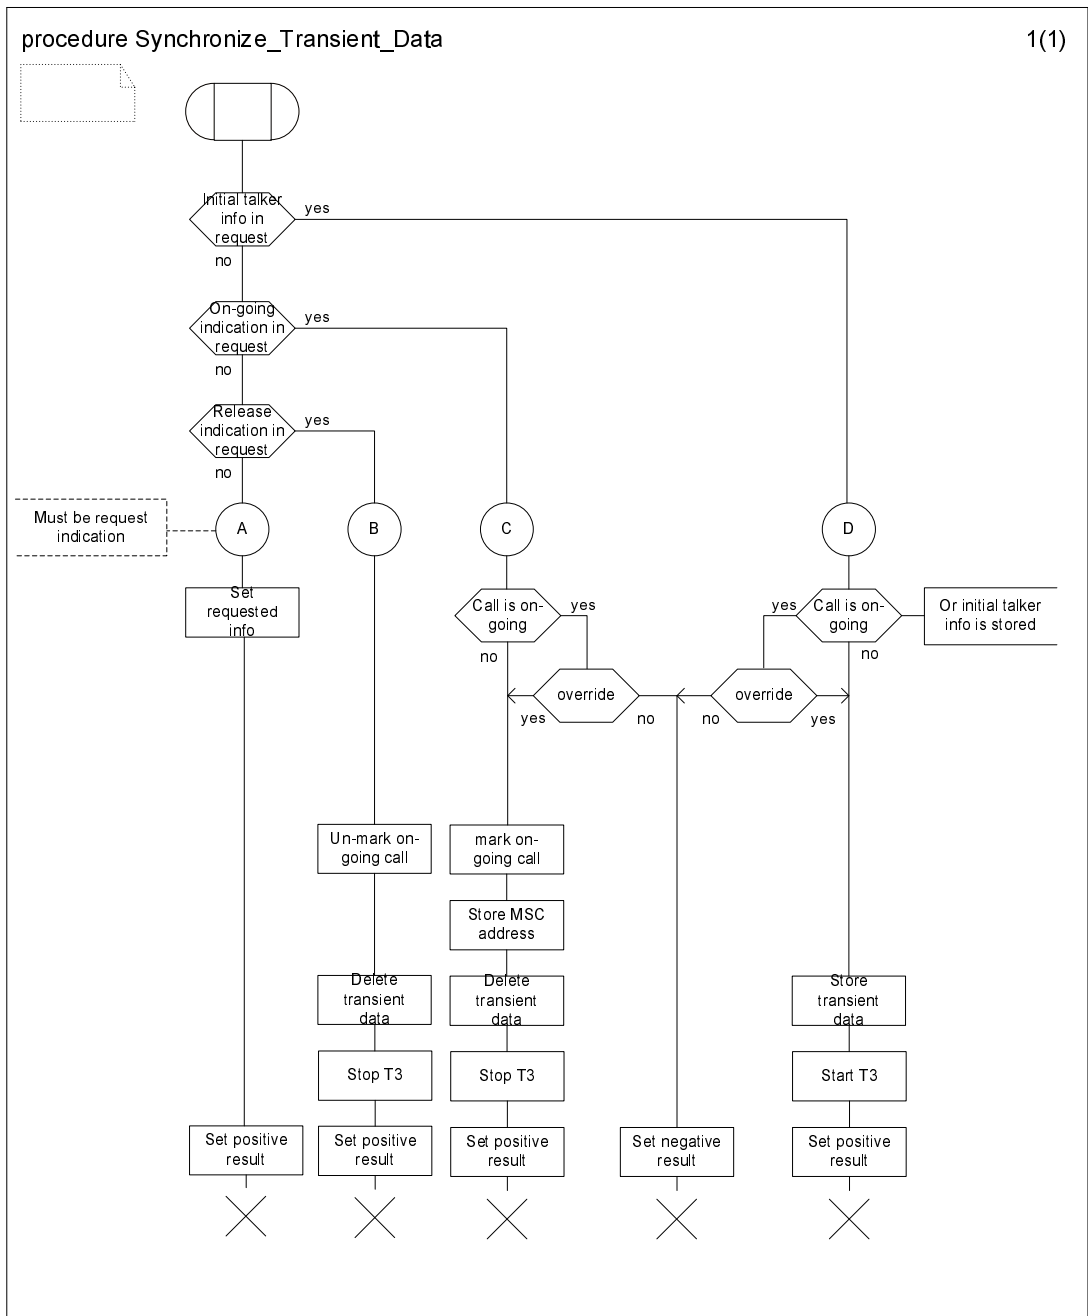 procedure Synchronize_Transient_Data
1(1)
Initial talker
info in
request
yes
no
On-going
indication in
request
yes
no
Release
indication in
request
yes
no
Must be request
indication
A
B
C
D
Set
requested
info
Call is on-
going
yes
no
yes
Call is on-
going
no
Or initial talker
info is stored
override
yes
no
override
no
yes
Un-mark on-
going call
mark on-
going call
Store MSC
address
Delete
transient
data
Delete
transient
data
Store
transient
data
Stop T3
Stop T3
Start T3
Set positive
result
Set positive
result
Set positive
result
Set negative
result
Set positive
result